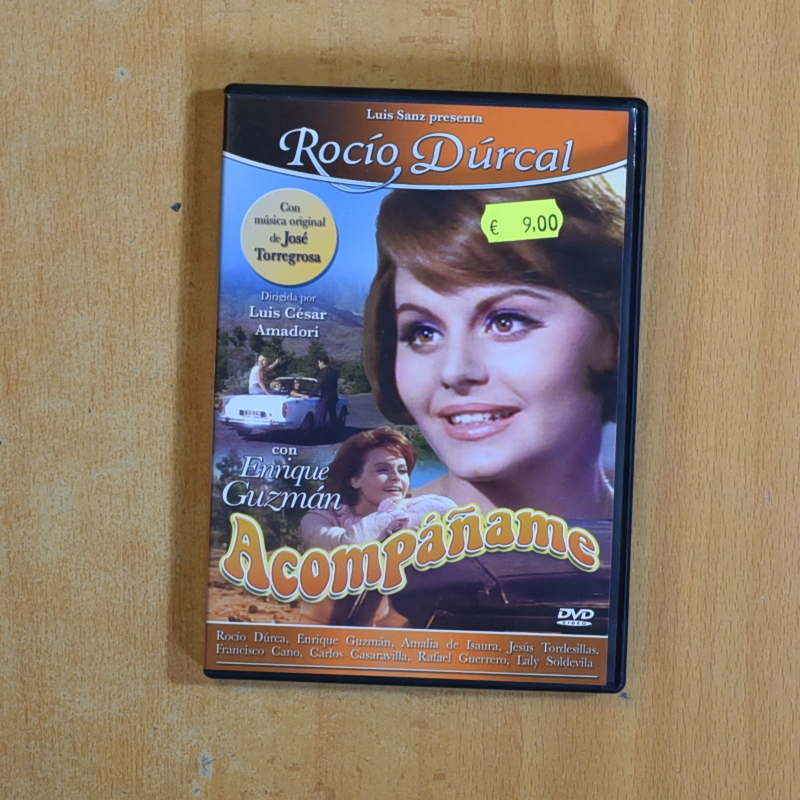 Luis Sanz presenta
Rocío Dúrcal
€ 9,00
Con
música original
de José
Torregrosa
Dirigida por
Luis César
Amadori
con
Enrique
Guzmán
Acompáñame
DVD
VIDEO
Rocío Dúrca, Enrique Guzmán, Amalia de Isaura, Jesús Tordesillas,
Francisco Cano, Carlos Casaravilla, Rafael Guerrero, Laly Soldevila